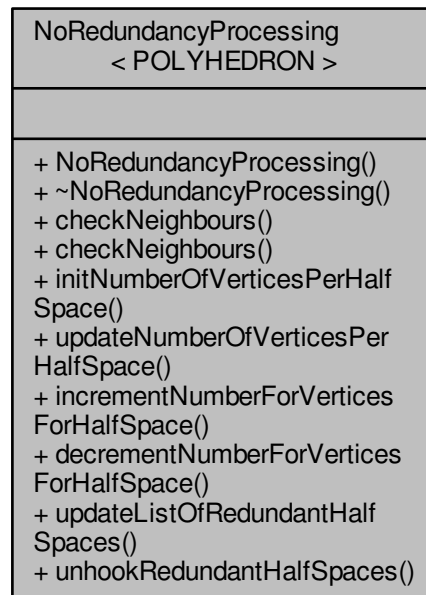 NoRedundancyProcessing
< POLYHEDRON >
+ NoRedundancyProcessing()
+ ~NoRedundancyProcessing()
+ checkNeighbours()
+ checkNeighbours()
+ initNumberOfVerticesPerHalf
Space()
+ updateNumberOfVerticesPer
HalfSpace()
+ incrementNumberForVertices
ForHalfSpace()
+ decrementNumberForVertices
ForHalfSpace()
+ updateListOfRedundantHalf
Spaces()
+ unhookRedundantHalfSpaces()